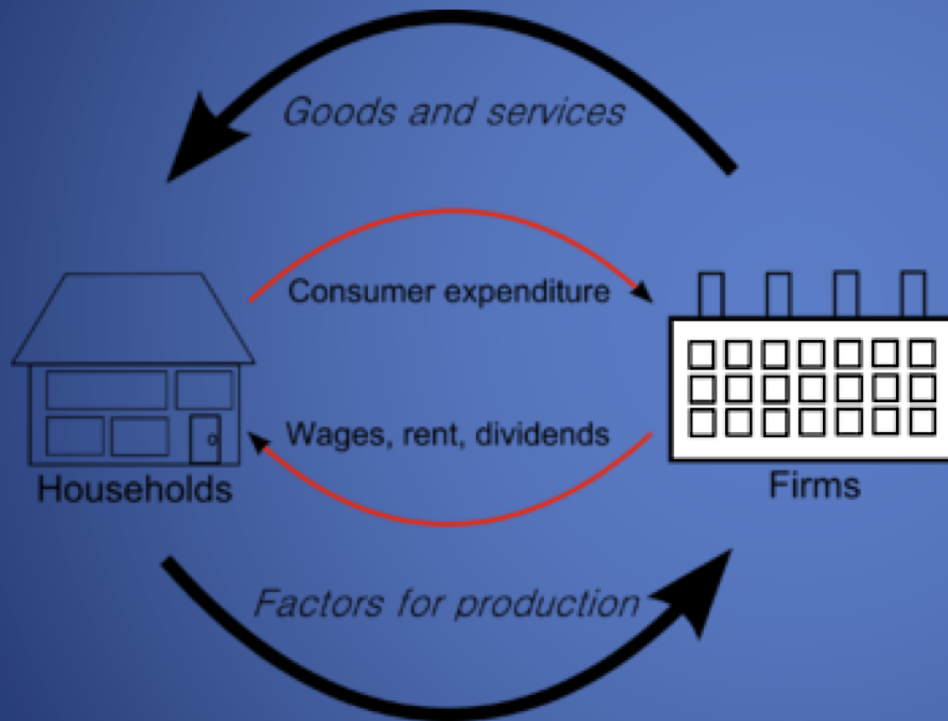 Goods and services
Consumer expenditure
Wages, rent, dividends
Households
Firms
Factors for production